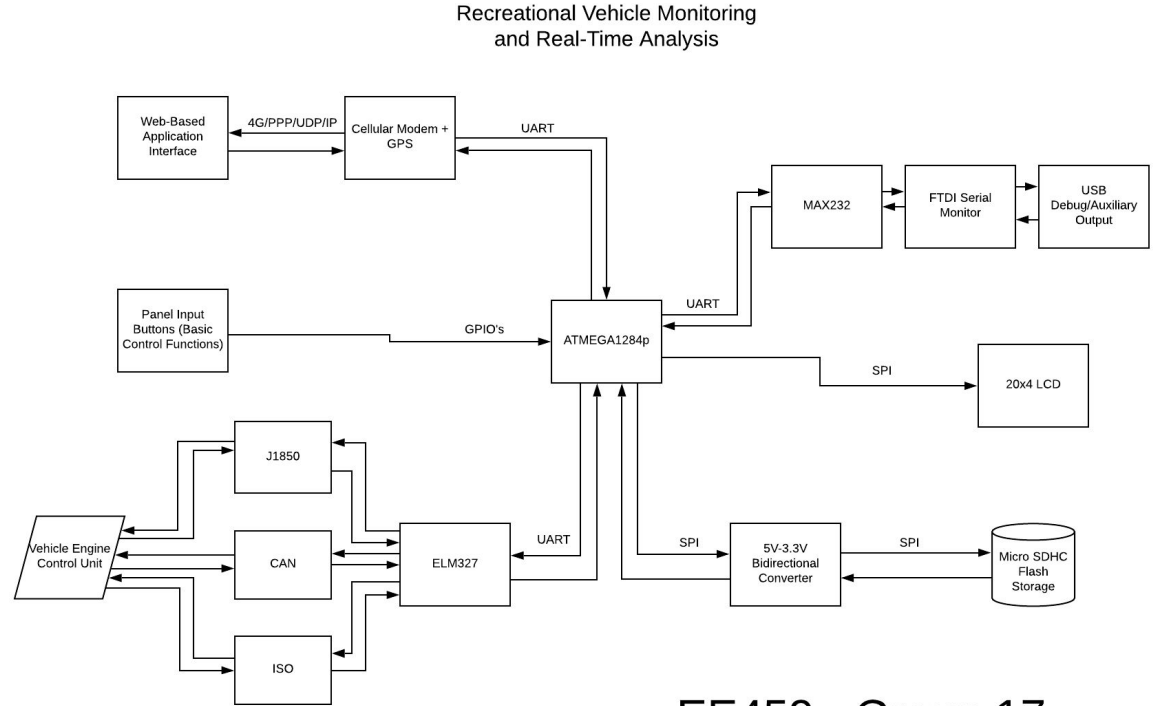 Recreational Vehicle Monitoring
and Real-Time Analysis
Web-Based
Application
Interface
4G/PPP/UDP/IP
Cellular Modem +
GPS
UART
MAX232
FTDI Serial
Monitor
USB
Debug/Auxiliary
Output
Panel Input
Buttons (Basic
Control Functions)
GPIO's
ATMEGA1284p
UART
SPI
20x4 LCD
J1850
Vehicle Engine
Control Unit
CAN
ELM327
UART
SPI
5V-3.3V
Bidirectional
Converter
SPI
Micro SDHC
Flash
Storage
ISO